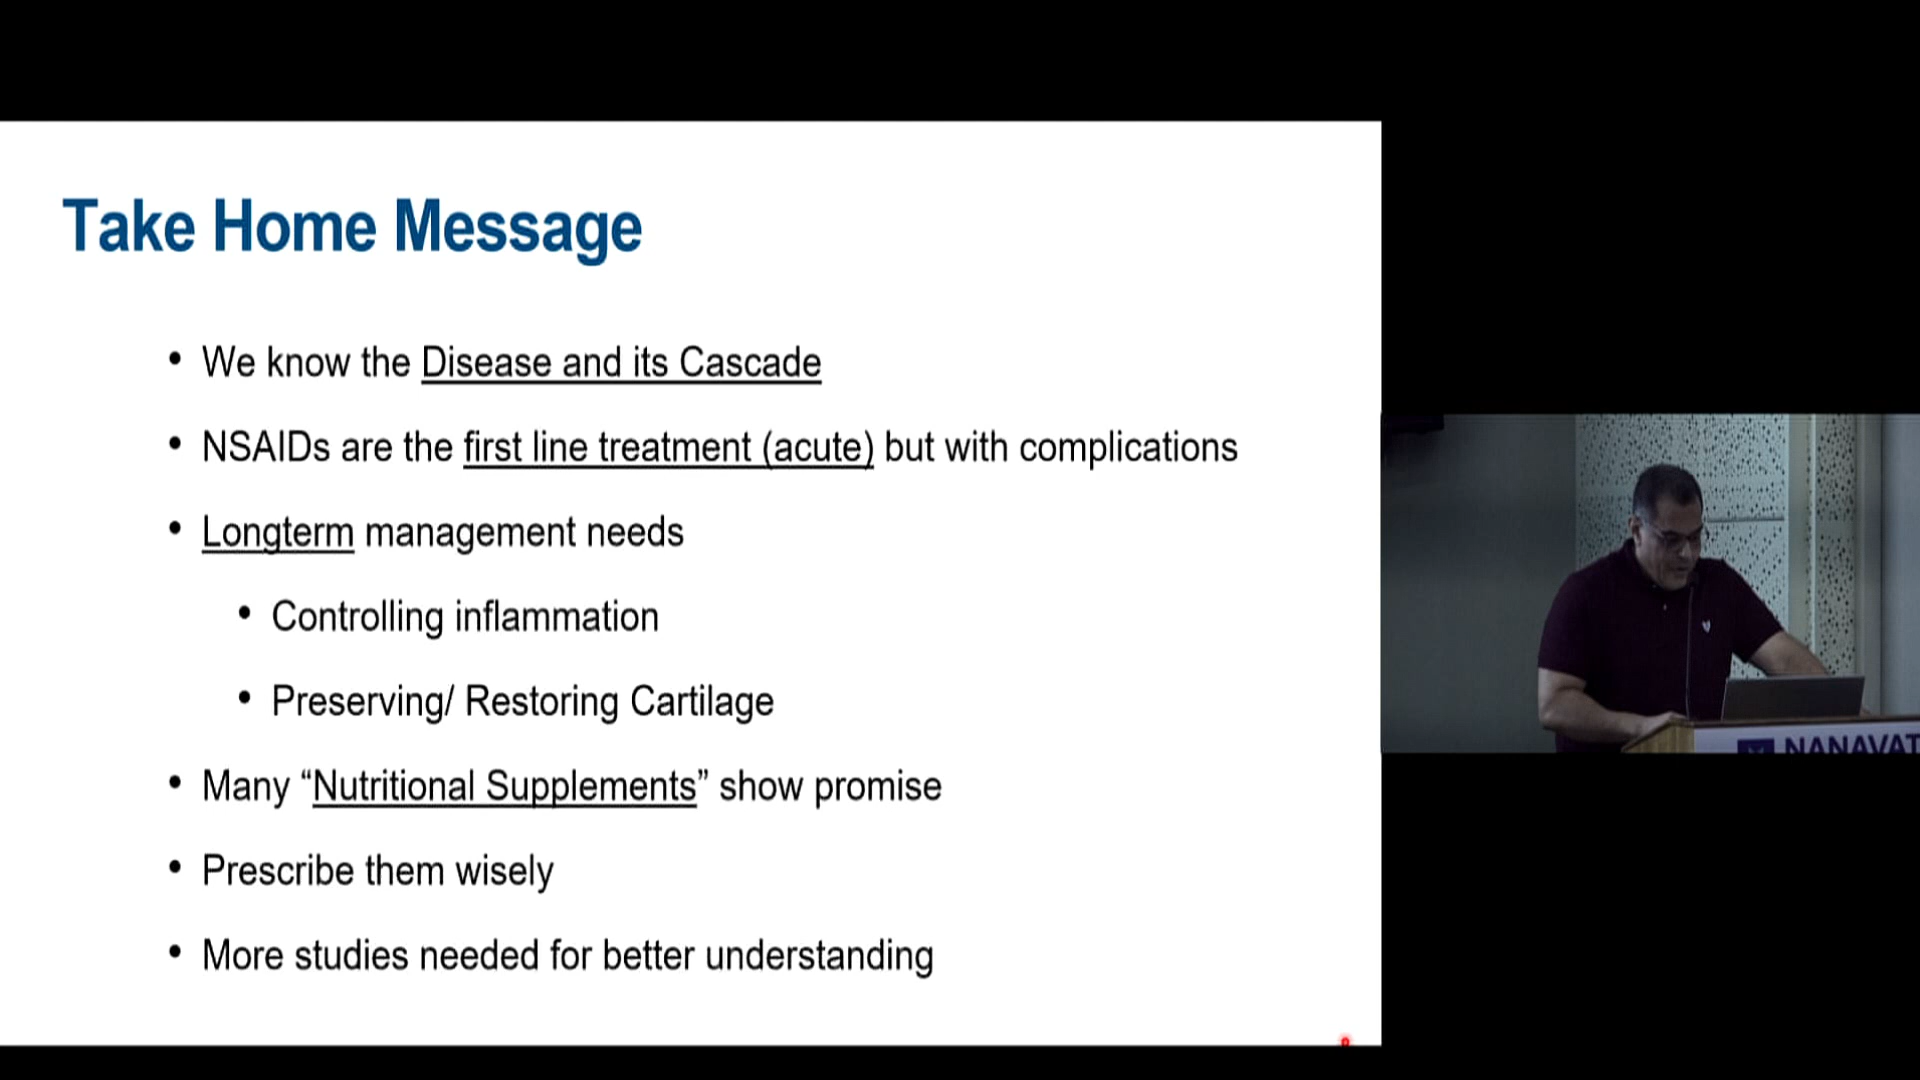 Take Home Message
• We know the Disease and its Cascade
• NSAIDs are the first line treatment (acute) but with complications
• Longterm management needs
• Controlling inflammation
• Preserving/ Restoring Cartilage
• Many “Nutritional Supplements” show promise
• Prescribe them wisely
• More studies needed for better understanding
NANAVAT